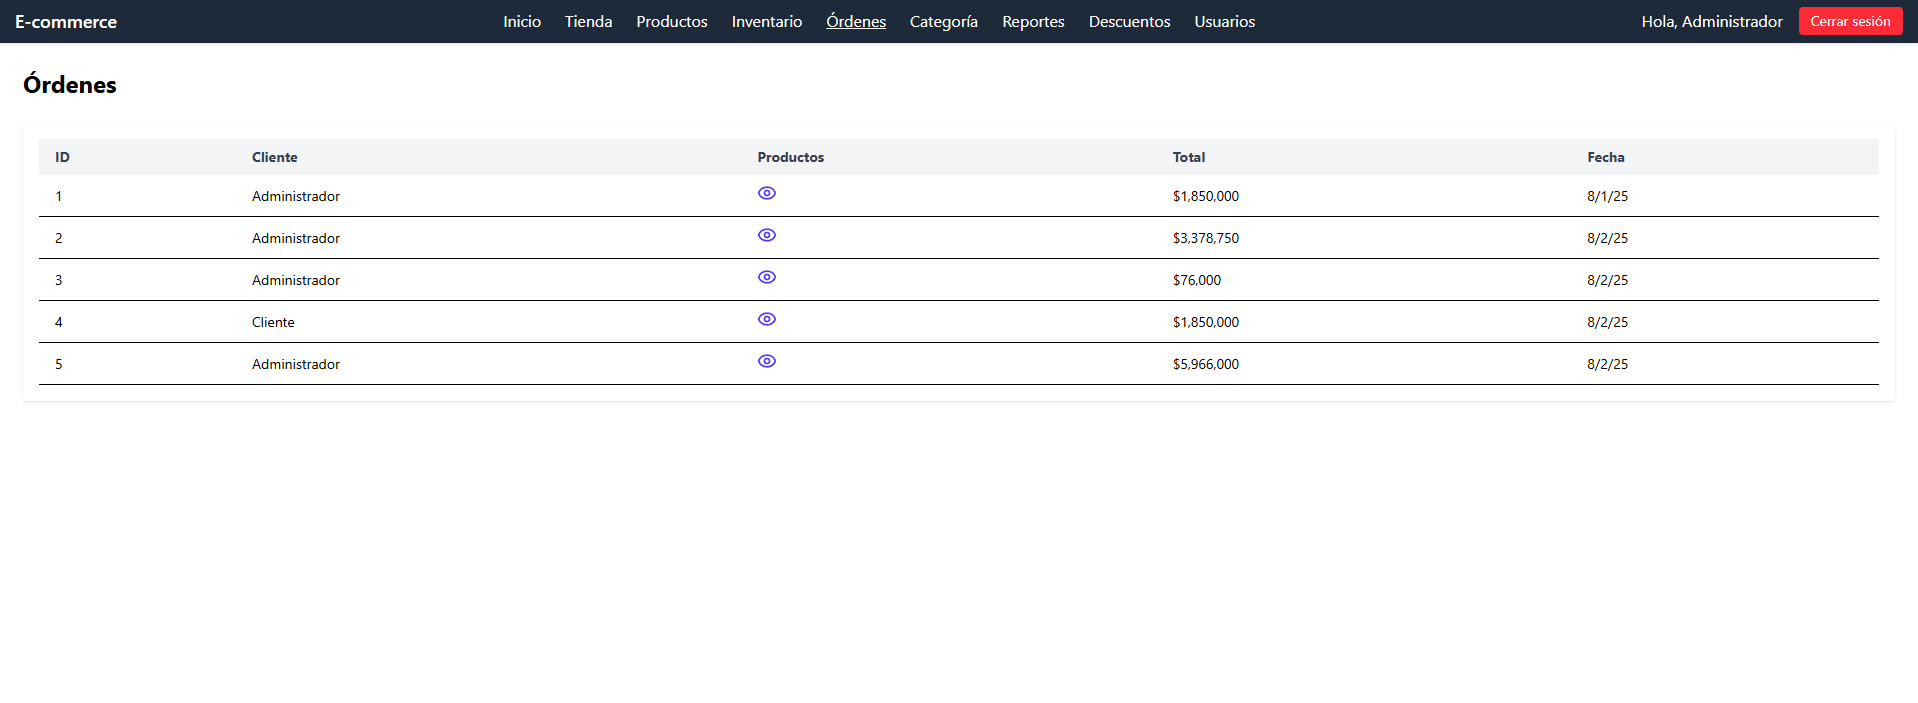 E-commerce Inicio Tienda Productos Inventario Órdenes Categoría Reportes Descuentos Usuarios Hola, Administrador Cerrar sesión
Órdenes
ID Cliente Productos Total Fecha
1 Administrador $1,850,000 8/1/25
2 Administrador $3,378,750 8/2/25
3 Administrador $76,000 8/2/25
4 Cliente $1,850,000 8/2/25
5 Administrador $5,966,000 8/2/25